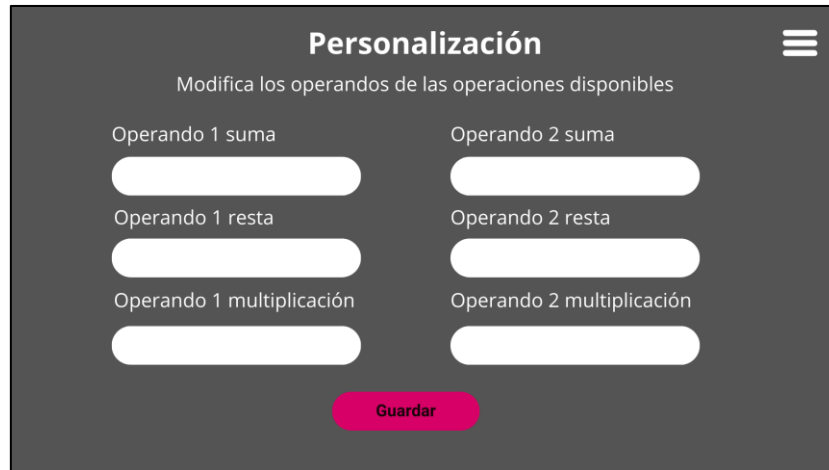 Personalización
Modifica los operandos de las operaciones disponibles
Operando 1 suma
Operando 2 suma
Operando 1 resta
Operando 2 resta
Operando 1 multiplicación
Operando 2 multiplicación
Guardar